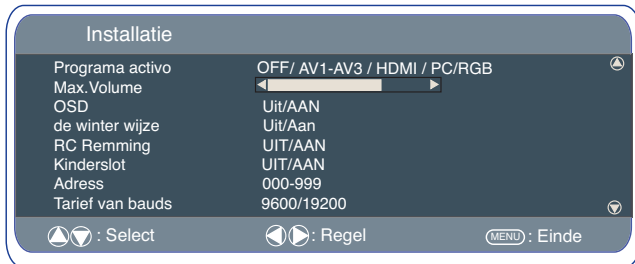 Installatie
Programa activo OFF/ AV1-AV3 / HDMI / PC/RGB
Max.Volume
OSD Uit/AAN
de winter wijze Uit/Aan
RC Remming UIT/AAN
Kinderslot UIT/AAN
Adress 000-999
Tarief van bauds 9600/19200
: Select : Regel MENU : Einde